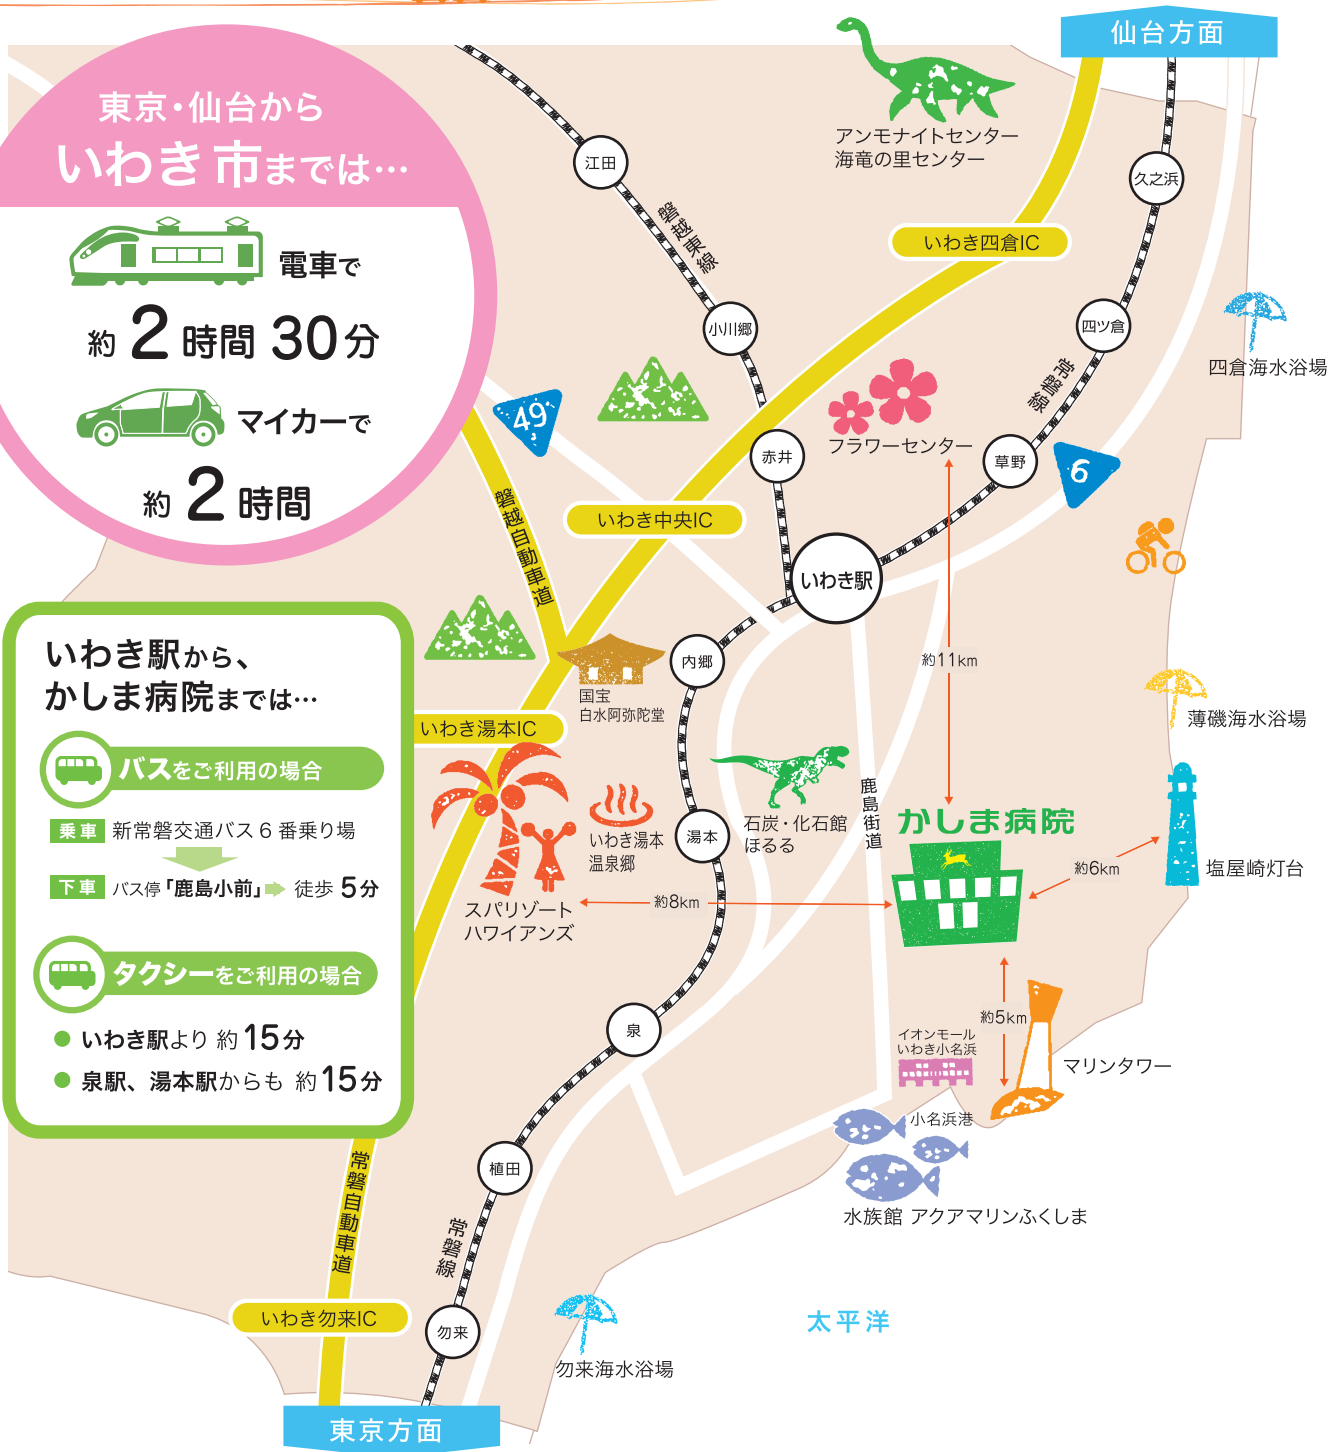 仙台方面
東京・仙台から
いわき市までは…
電車で
約2時間30分
マイカーで
約2時間
アンモナイトセンター
海竜の里センター
江田
久之浜
磐越東線
いわき四倉IC
小川郷
四ツ倉
四倉海水浴場
常磐線
49
フラワーセンター
赤井
草野
6
磐越自動車道
いわき中央IC
いわき駅
いわき駅から、
かしま病院までは…
バスをご利用の場合
乗車 新常磐交通バス6番乗り場
下車 バス停「鹿島小前」 徒歩5分
タクシーをご利用の場合
いわき駅より 約15分
泉駅、湯本駅からも 約15分
内郷
約11km
国宝
白水阿弥陀堂
いわき湯本IC
薄磯海水浴場
鹿島街道
石炭・化石館
ほるる
かしま病院
いわき湯本
温泉郷
湯本
約6km
塩屋崎灯台
スパリゾート
ハワイアンズ
約8km
約5km
泉
イオンモール
いわき小名浜
マリンタワー
小名浜港
植田
水族館 アクアマリンふくしま
常磐自動車道
常磐線
いわき勿来IC
勿来
太平洋
勿来海水浴場
東京方面